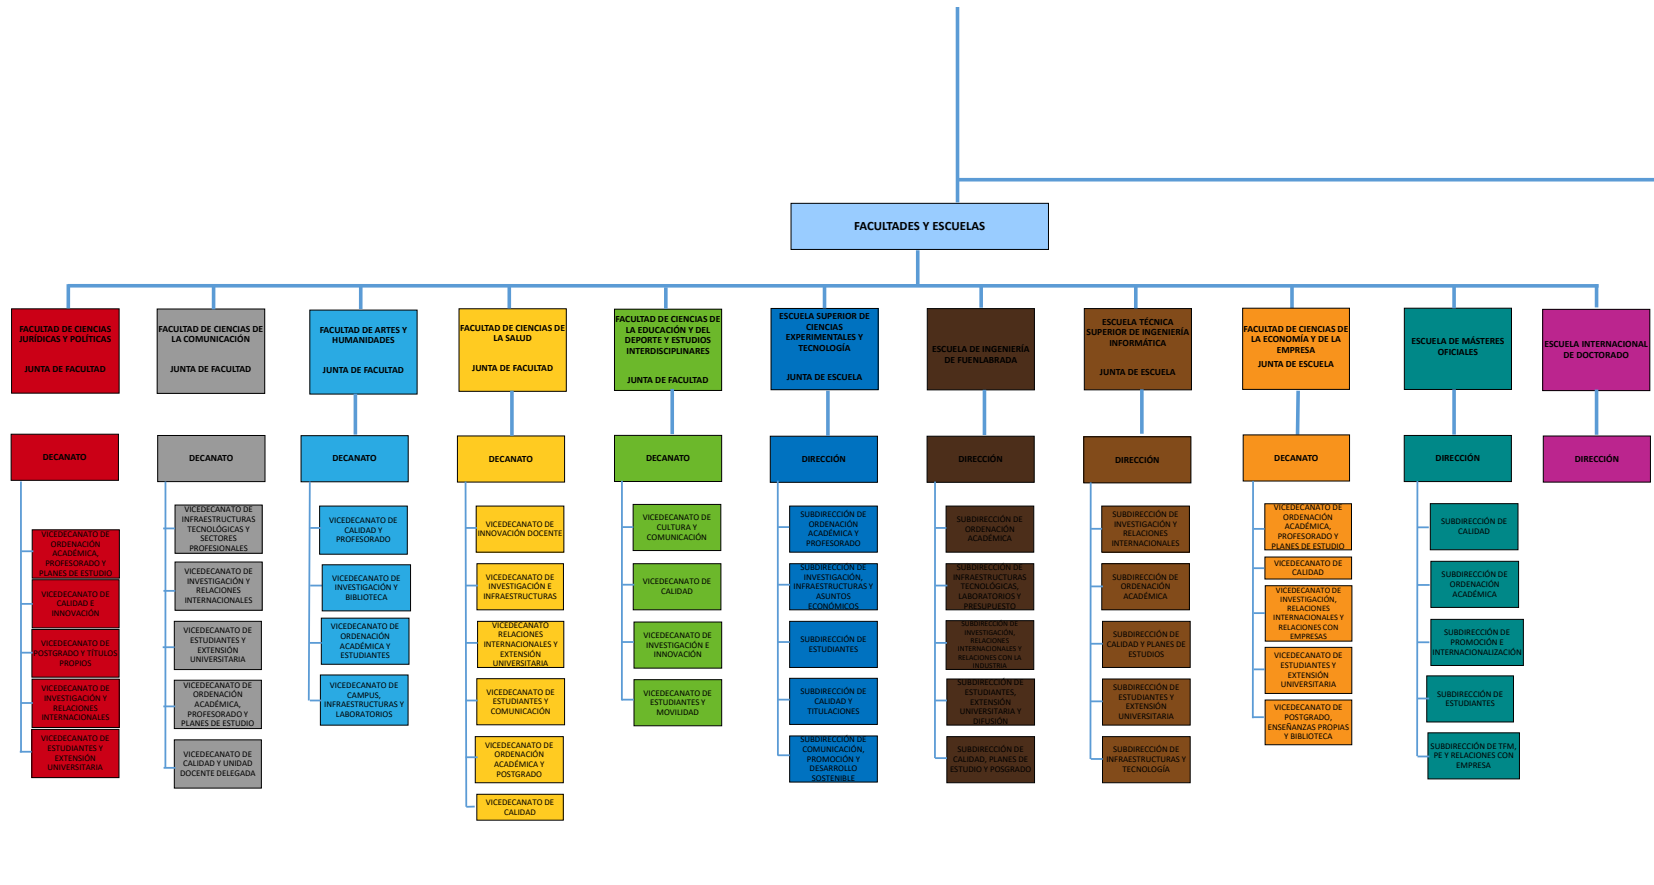 FACULTADES Y ESCUELAS
FACULTAD DE CIENCIAS
JURÍDICAS Y POLÍTICAS
JUNTA DE FACULTAD
FACULTAD DE CIENCIAS DE
LA COMUNICACIÓN
JUNTA DE FACULTAD
FACULTAD DE ARTES Y
HUMANIDADES
JUNTA DE FACULTAD
FACULTAD DE CIENCIAS DE
LA SALUD
JUNTA DE FACULTAD
FACULTAD DE CIENCIAS DE
LA EDUCACIÓN Y DEL
DEPORTE Y ESTUDIOS
INTERDISCIPLINARES
JUNTA DE FACULTAD
ESCUELA SUPERIOR DE
CIENCIAS
EXPERIMENTALES Y
TECNOLOGÍA
JUNTA DE ESCUELA
ESCUELA DE INGENIERÍA
DE FUENLABRADA
ESCUELA TÉCNICA
SUPERIOR DE INGENIERÍA
INFORMÁTICA
JUNTA DE ESCUELA
FACULTAD DE CIENCIAS DE
LA ECONOMÍA Y DE LA
EMPRESA
JUNTA DE ESCUELA
ESCUELA DE MÁSTERES
OFICIALES
ESCUELA INTERNACIONAL
DE DOCTORADO
DECANATO
DECANATO
DECANATO
DECANATO
DECANATO
DIRECCIÓN
DIRECCIÓN
DIRECCIÓN
DECANATO
DIRECCIÓN
DIRECCIÓN
VICEDECANATO DE
ORDENACIÓN
ACADÉMICA,
PROFESORADO Y
PLANES DE ESTUDIO
VICEDECANATO DE
CALIDAD E
INNOVACIÓN
VICEDECANATO DE
POSTGRADO Y TÍTULOS
PROPIOS
VICEDECANATO DE
INVESTIGACIÓN Y
RELACIONES
INTERNACIONALES
VICEDECANATO DE
ESTUDIANTES Y
EXTENSIÓN
UNIVERSITARIA
VICEDECANATO DE
INFRAESTRUCTURAS
TECNOLÓGICAS Y
SECTORES
PROFESIONALES
VICEDECANATO DE
INVESTIGACIÓN Y
RELACIONES
INTERNACIONALES
VICEDECANATO DE
ESTUDIANTES Y
EXTENSIÓN
UNIVERSITARIA
VICEDECANATO DE
ORDENACIÓN
ACADÉMICA,
PROFESORADO Y
PLANES DE ESTUDIO
VICEDECANATO DE
CALIDAD Y UNIDAD
DOCENTE DELEGADA
VICEDECANATO DE
CALIDAD Y
PROFESORADO
VICEDECANATO DE
INVESTIGACIÓN Y
BIBLIOTECA
VICEDECANATO DE
ORDENACIÓN
ACADÉMICA Y
ESTUDIANTES
VICEDECANATO DE
CAMPUS,
INFRAESTRUCTURAS Y
LABORATORIOS
VICEDECANATO DE
INNOVACIÓN DOCENTE
VICEDECANATO DE
INVESTIGACIÓN E
INFRAESTRUCTURAS
VICEDECANATO
RELACIONES
INTERNACIONALES Y
EXTENSIÓN
UNIVERSITARIA
VICEDECANATO DE
ESTUDIANTES Y
COMUNICACIÓN
VICEDECANATO DE
ORDENACIÓN
ACADÉMICA Y
POSTGRADO
VICEDECANATO DE
CALIDAD
VICEDECANATO DE
CULTURA Y
COMUNICACIÓN
VICEDECANATO DE
CALIDAD
VICEDECANATO DE
INVESTIGACIÓN E
INNOVACIÓN
VICEDECANATO DE
ESTUDIANTES Y
MOVILIDAD
SUBDIRECCIÓN DE
ORDENACIÓN
ACADÉMICA Y
PROFESORADO
SUBDIRECCIÓN DE
INVESTIGACIÓN,
INFRAESTRUCTURAS Y
ASUNTOS
ECONÓMICOS
SUBDIRECCIÓN DE
ESTUDIANTES
SUBDIRECCIÓN DE
CALIDAD Y
TITULACIONES
SUBDIRECCIÓN DE
COMUNICACIÓN,
PROMOCIÓN Y
DESARROLLO
SOSTENIBLE
SUBDIRECCIÓN DE
ORDENACIÓN
ACADÉMICA
SUBDIRECCIÓN DE
INFRAESTRUCTURAS
TECNOLÓGICAS,
LABORATORIOS Y
PRESUPUESTO
SUBDIRECCIÓN DE
INVESTIGACIÓN,
RELACIONES
INTERNACIONALES Y
RELACIONES CON LA
INDUSTRIA
SUBDIRECCIÓN DE
ESTUDIANTES,
EXTENSIÓN
UNIVERSITARIA Y
DIFUSIÓN
SUBDIRECCIÓN DE
CALIDAD, PLANES DE
ESTUDIO Y POSGRADO
SUBDIRECCIÓN DE
INVESTIGACIÓN Y
RELACIONES
INTERNACIONALES
SUBDIRECCIÓN DE
ORDENACIÓN
ACADÉMICA
SUBDIRECCIÓN DE
CALIDAD Y PLANES DE
ESTUDIOS
SUBDIRECCIÓN DE
ESTUDIANTES Y
EXTENSIÓN
UNIVERSITARIA
SUBDIRECCIÓN DE
INFRAESTRUCTURAS Y
TECNOLOGÍA
VICEDECANATO DE
ORDENACIÓN
ACADÉMICA,
PROFESORADO Y
PLANES DE ESTUDIO
VICEDECANATO DE
CALIDAD
VICEDECANATO DE
INVESTIGACIÓN,
RELACIONES
INTERNACIONALES Y
RELACIONES CON
EMPRESAS
VICEDECANATO DE
ESTUDIANTES Y
EXTENSIÓN
UNIVERSITARIA
VICEDECANATO DE
POSTGRADO,
ENSEÑANZAS PROPIAS
Y BIBLIOTECA
SUBDIRECCIÓN DE
CALIDAD
SUBDIRECCIÓN DE
ORDENACIÓN
ACADÉMICA
SUBDIRECCIÓN DE
PROMOCIÓN E
INTERNACIONALIZACIÓN
SUBDIRECCIÓN DE
ESTUDIANTES
SUBDIRECCIÓN DE TFM,
PE Y RELACIONES CON
EMPRESA